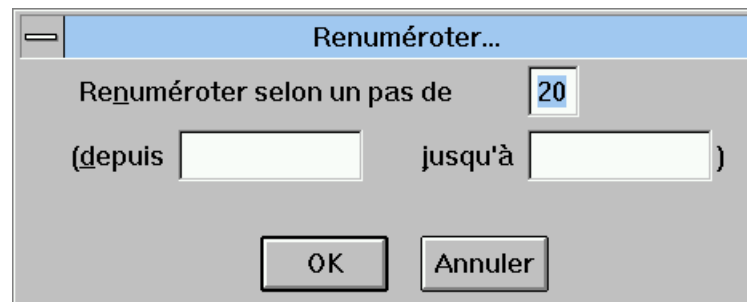 Renuméroter...
Renuméroter selon un pas de 20
(depuis jusqu'à )
OK Annuler